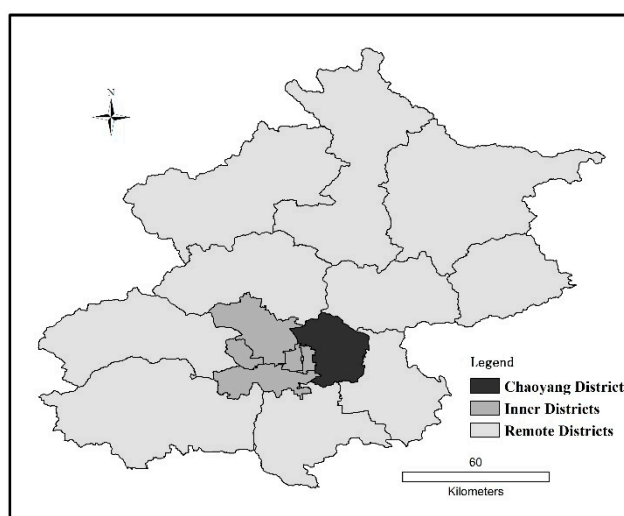 N
Legend
Chaoyang District
Inner Districts
Remote Districts
60
Kilometers